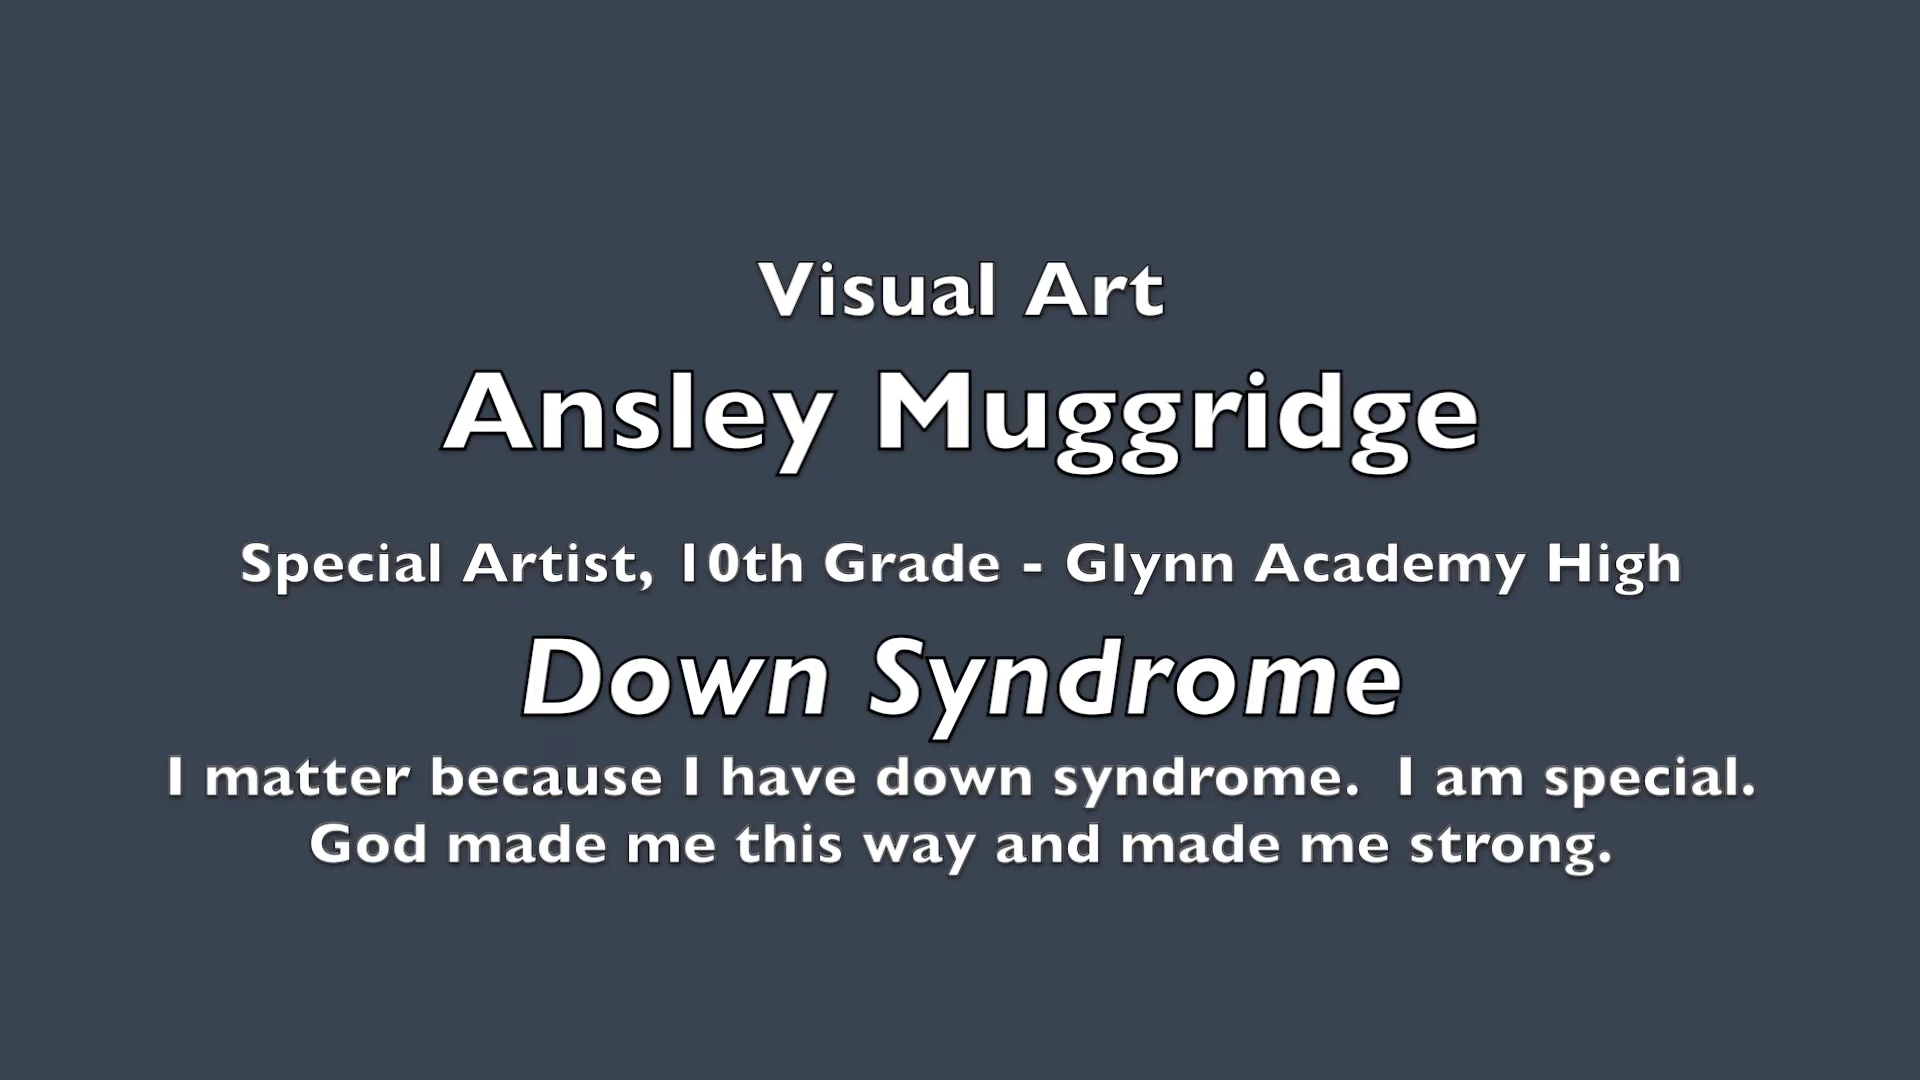 Visual Art
Ansley Muggridge
Special Artist, 10th Grade - Glynn Academy High
Down Syndrome
I matter because I have down syndrome.  I am special.
God made me this way and made me strong.